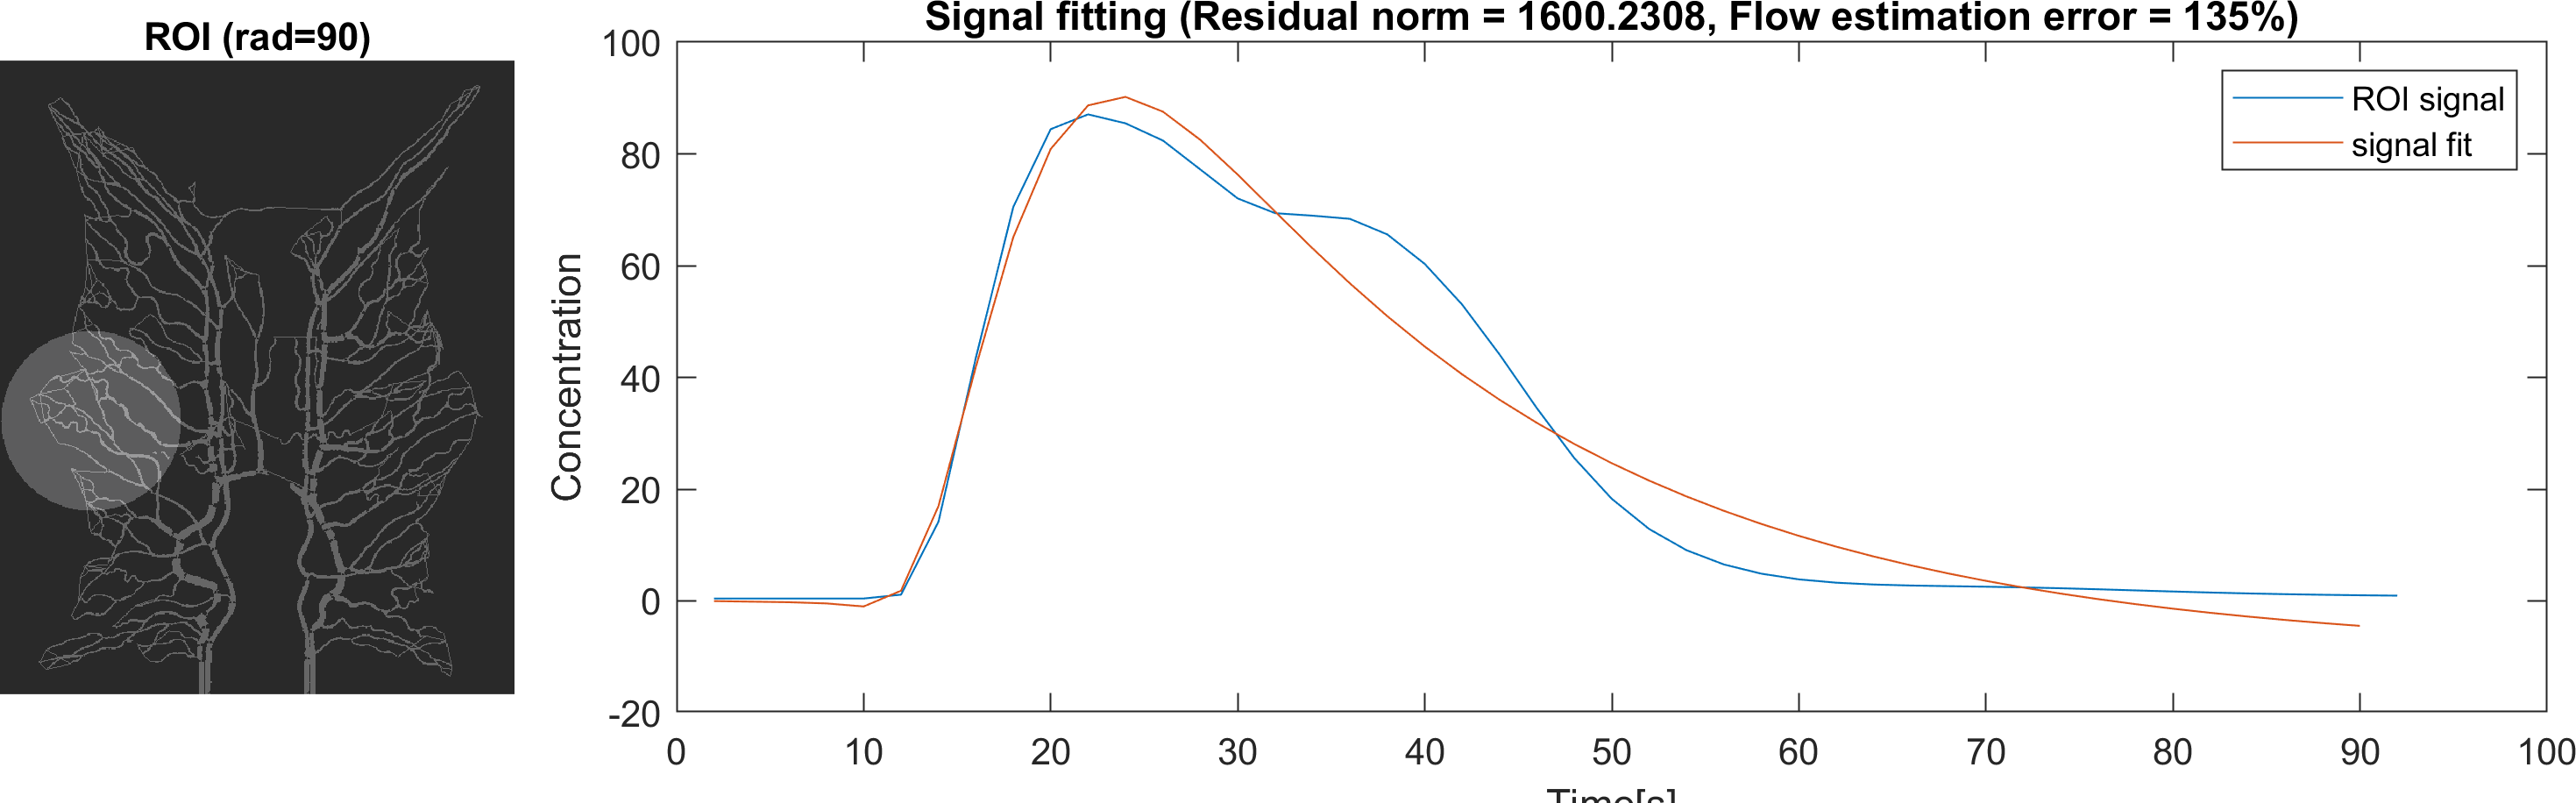 ROI (rad=90)
Signal fitting (Residual norm = 1600.2308, Flow estimation error = 135%)
100
80
60
40
20
0
-20
Concentration
ROI signal
signal fit
0 10 20 30 40 50 60 70 80 90 100
Time[s]